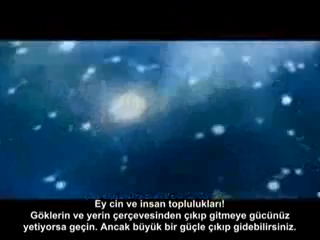 Ey cin ve insan toplulukları!
Göklerin ve yerin çerçevesinden çıkıp gitmeye gücünüz
yetiyorsa geçin. Ancak büyük bir güçle çıkıp gidebilirsiniz.